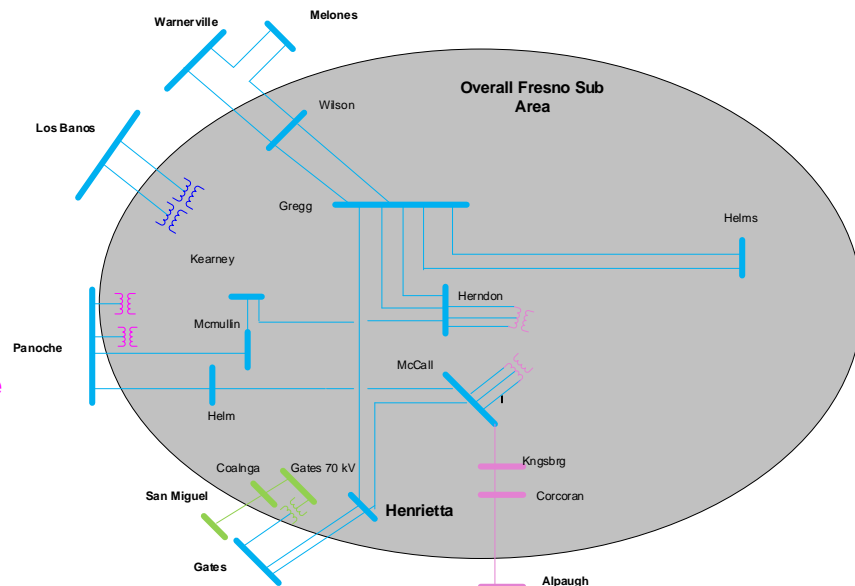 Melones
Warnerville
Overall Fresno Sub
Area
Wilson
Los Banos
Gregg
Helms
Kearney
Herndon
Mcmullin
Panoche
McCall
Helm
Kngsbrg
Coalnga
Gates 70 kV
San Miguel
Corcoran
Henrietta
Gates
Alpaugh